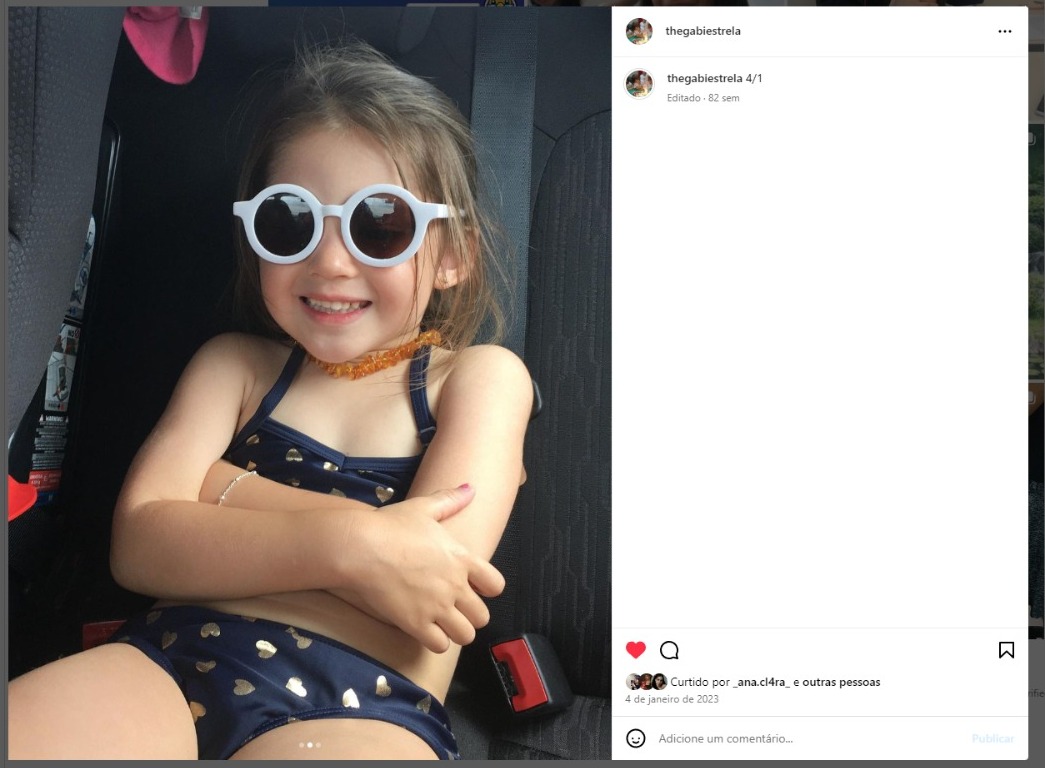 thegabiestrela
thegabiestrela 4/1
Editado · 82 sem
WARNING
Curtido por _ana.cl4ra_ e outras pessoas
4 de janeiro de 2023
Adicione um comentário...
Publicar